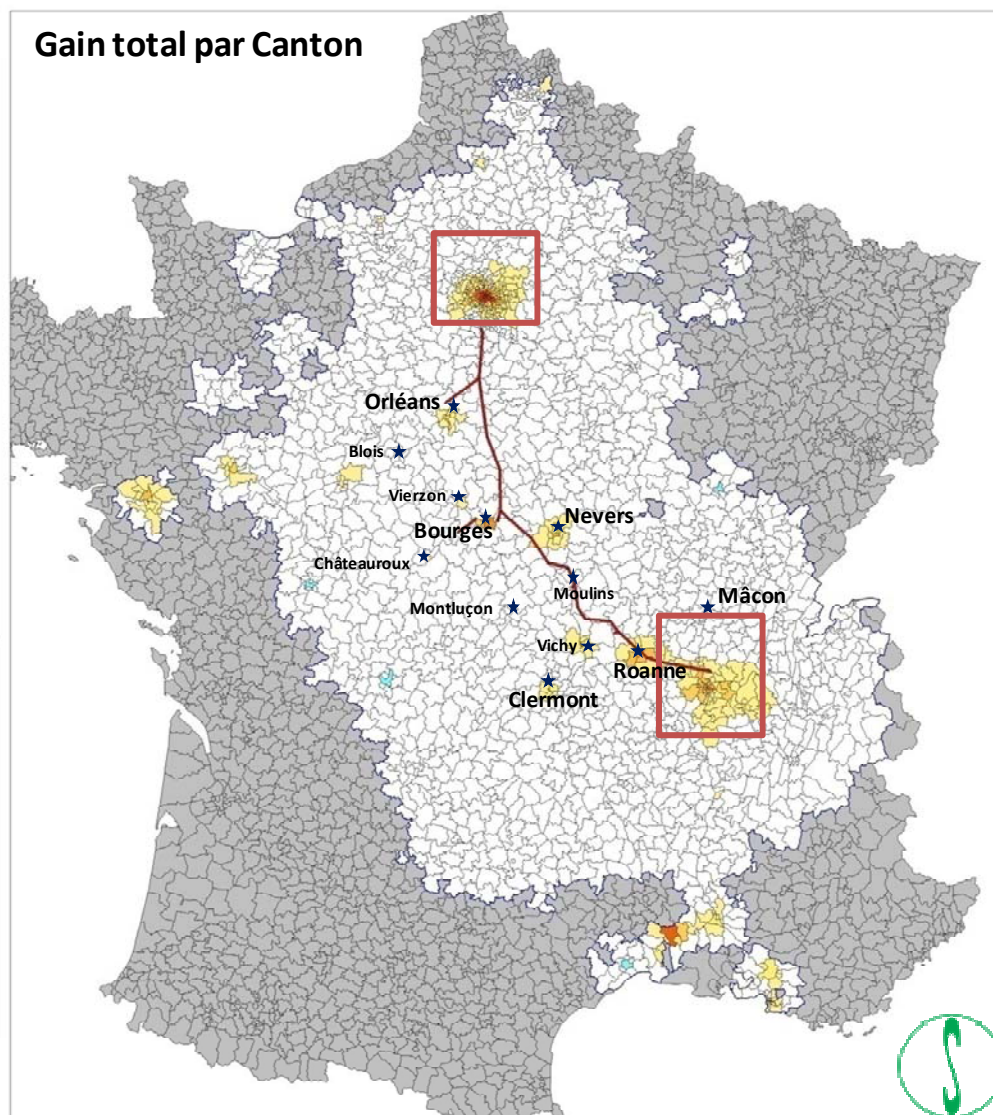 Gain total par Canton
Orléans
Blois
Vierzon
Bourges
Nevers
Châteauroux
Moulins
Montluçon
Mâcon
Vichy
Roanne
Clermont